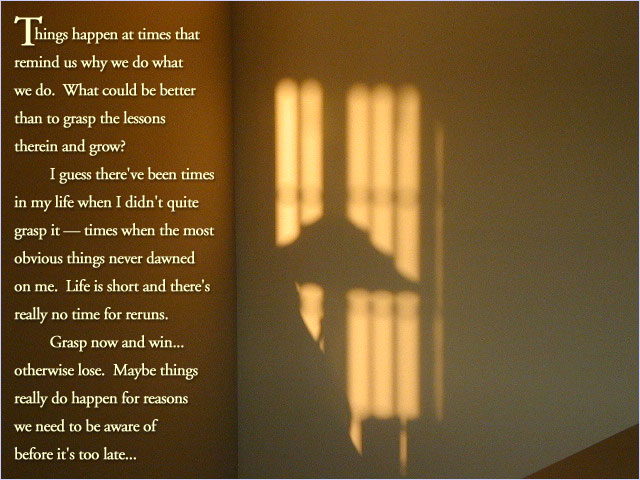 Things happen at times that
remind us why we do what
we do.  What could be better
than to grasp the lessons
therein and grow?
I guess there've been times
in my life when I didn't quite
grasp it — times when the most
obvious things never dawned
on me.  Life is short and there's
really no time for reruns.
Grasp now and win...
otherwise lose.  Maybe things
really do happen for reasons
we need to be aware of
before it's too late...